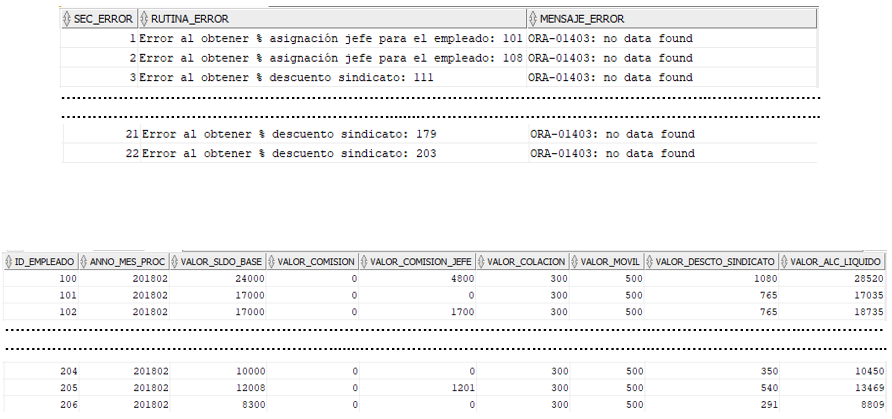 SEC_ERROR RUTINA_ERROR MENSAJE_ERROR
1 Error al obtener % asignación jefe para el empleado: 101 ORA-01403: no data found
2 Error al obtener % asignación jefe para el empleado: 108 ORA-01403: no data found
3 Error al obtener % descuento sindicato: 111 ORA-01403: no data found
21 Error al obtener % descuento sindicato: 179 ORA-01403: no data found
22 Error al obtener % descuento sindicato: 203 ORA-01403: no data found
ID_EMPLEADO ANNO_MES_PROC VALOR_SLDO_BASE VALOR_COMISION VALOR_COMISION_JEFE VALOR_COLACION VALOR_MOVIL VALOR_DESCTO_SINDICATO VALOR_ALC_LIQUIDO
100 201802 24000 0 4800 300 500 1080 28520
101 201802 17000 0 0 300 500 765 17035
102 201802 17000 0 1700 300 500 765 18735
204 201802 10000 0 0 300 500 350 10450
205 201802 12008 0 1201 300 500 540 13469
206 201802 8300 0 0 300 500 291 8809